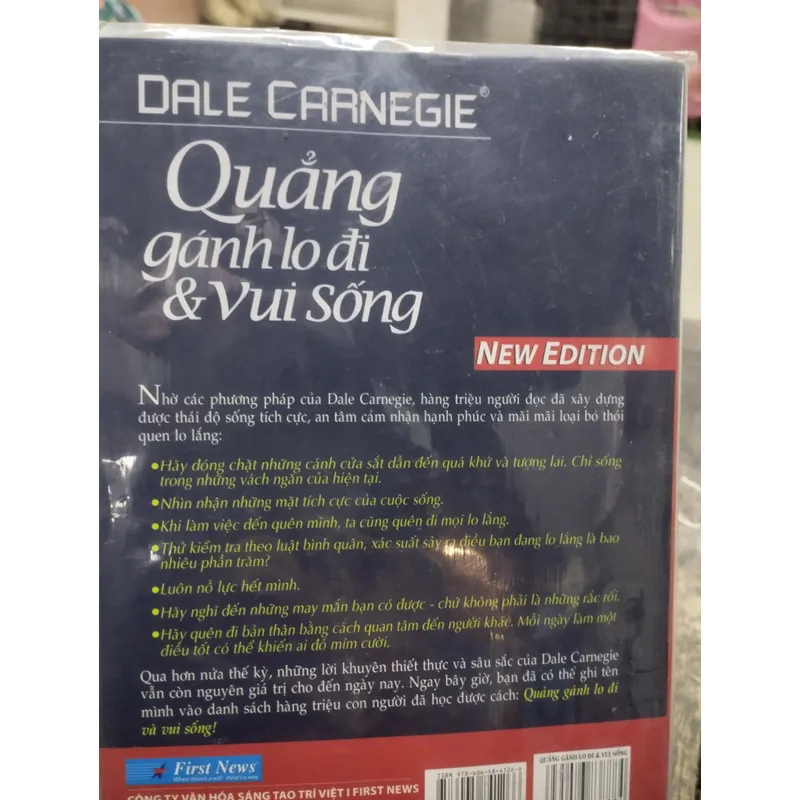 DALE CARNEGIE®
Quẳng
gánh lo đi
& vui sống
NEW EDITION
Nhờ các phương pháp của Dale Carnegie, hàng triệu người đọc đã xây dựng
được thái độ sống tích cực, an tâm cảm nhận hạnh phúc và mãi mãi loại bỏ thói
quen lo lắng:
• Hãy đóng chặt những cánh cửa sắt dẫn đến quá khứ và tương lai. Chỉ sống
trong những vách ngăn của hiện tại.
• Nhìn nhận những mặt tích cực của cuộc sống.
• Khi làm việc đến quên mình, ta cũng quên đi mọi lo lắng.
• Thử kiểm tra theo luật bình quân, xác suất sảy ra điều bạn đang lo lắng là bao
nhiêu phần trăm?
• Luôn nỗ lực hết mình.
• Hãy nghĩ đến những may mắn bạn có được - chứ không phải là những rắc rối.
• Hãy quên đi bản thân bằng cách quan tâm đến người khác. Mỗi ngày làm một
điều tốt có thể khiến ai đó mỉm cười.
Qua hơn nửa thế kỷ, những lời khuyên thiết thực và sâu sắc của Dale Carnegie
vẫn còn nguyên giá trị cho đến ngày nay. Ngay bây giờ, bạn đã có thể ghi tên
mình vào danh sách hàng triệu con người đã học được cách: Quẳng gánh lo đi
và vui sống!
First News
CÔNG TY VĂN HÓA SÁNG TẠO TRÍ VIỆT | FIRST NEWS
QUẲNG GÁNH LO ĐI & VUI SỐNG